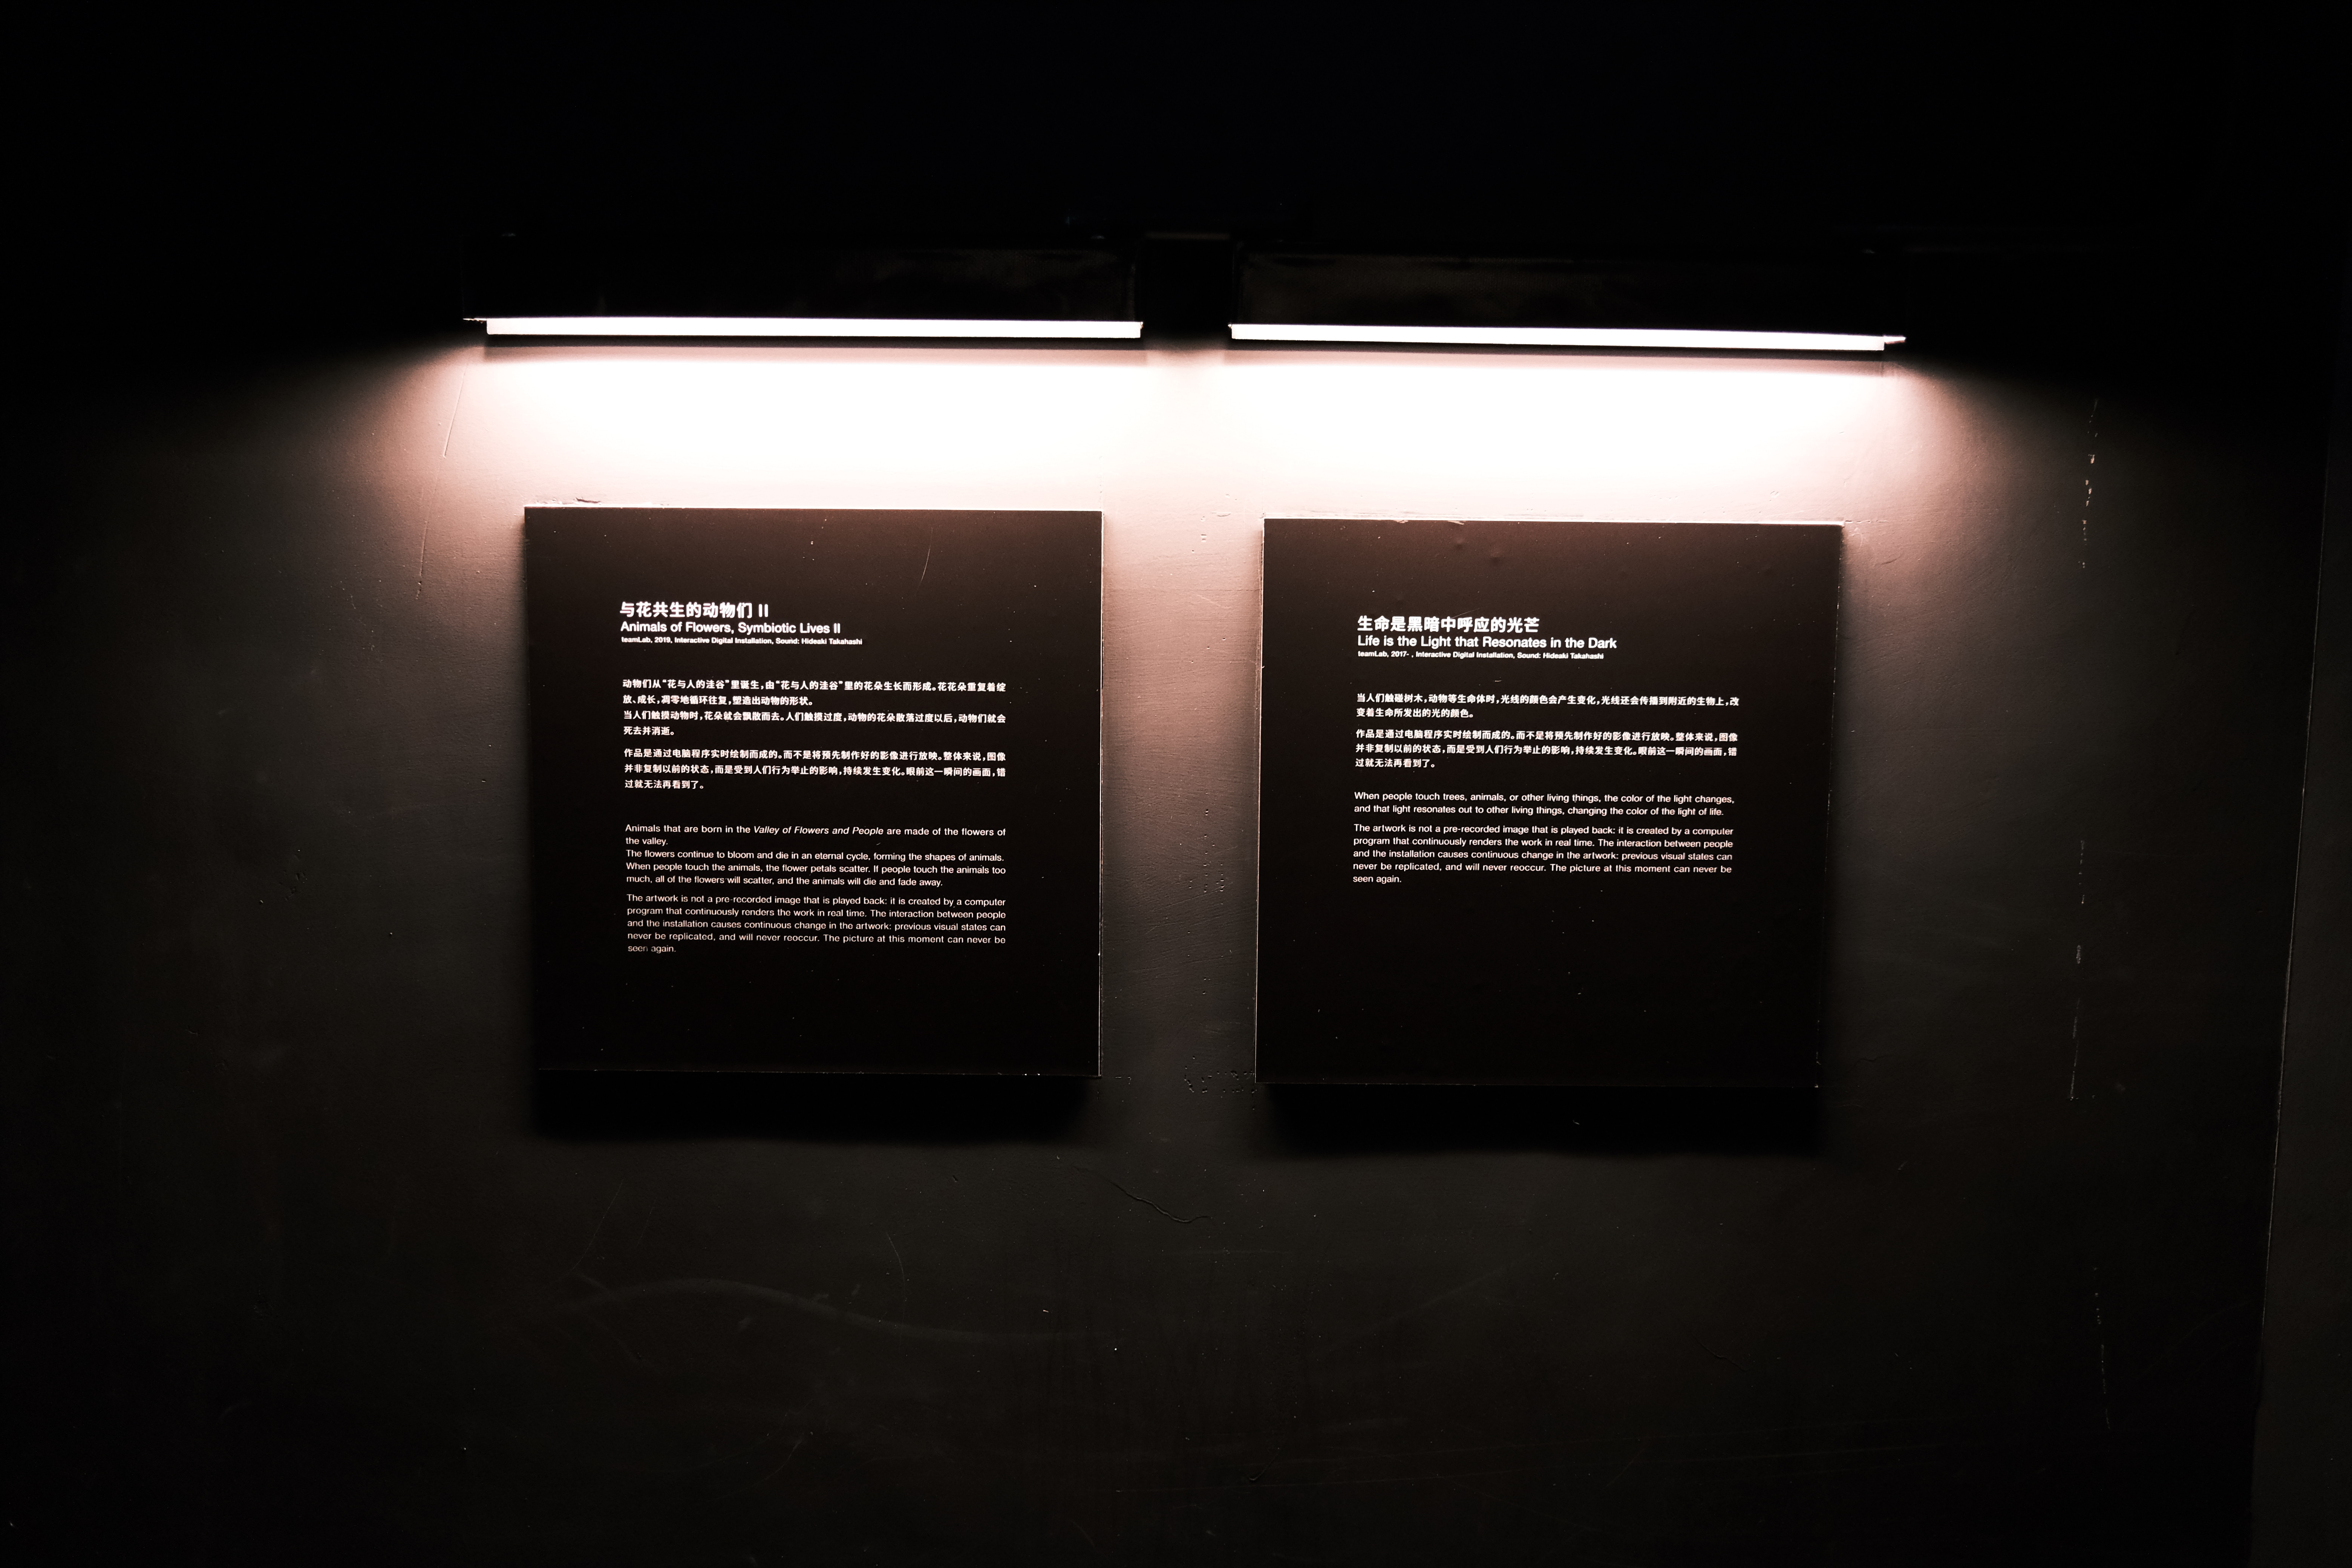 与花共生的动物们 II
Animals of Flowers, Symbiotic Lives II
teamLab, 2019, Interactive Digital Installation, Sound: Hideaki Takahashi
动物们从“花与人的洼谷”里诞生，由“花与人的洼谷”里的花朵生长而形成。花花朵重复着绽
放、成长，凋零地循环往复，塑造出动物的形状。
当人们触摸动物时，花朵就会飘散而去。人们触摸过度，动物的花朵散落过度以后，动物们就会
死去并消逝。
作品是通过电脑程序实时绘制而成的。而不是将预先制作好的影像进行放映。整体来说，图像
并非复制以前的状态，而是受到人们行为举止的影响，持续发生变化。眼前这一瞬间的画面，错
过就无法再看到了。
Animals that are born in the Valley of Flowers and People are made of the flowers of
the valley.
The flowers continue to bloom and die in an eternal cycle, forming the shapes of animals.
When people touch the animals, the flower petals scatter. If people touch the animals too
much, all of the flowers will scatter, and the animals will die and fade away.
The artwork is not a pre-recorded image that is played back: it is created by a computer
program that continuously renders the work in real time. The interaction between people
and the installation causes continuous change in the artwork: previous visual states can
never be replicated, and will never reoccur. The picture at this moment can never be
seen again.
生命是黑暗中呼应的光芒
Life is the Light that Resonates in the Dark
teamLab, 2017- , Interactive Digital Installation, Sound: Hideaki Takahashi
当人们触碰树木，动物等生命体时，光线的颜色会产生变化，光线还会传播到附近的生物上，改
变着生命所发出的光的颜色。
作品是通过电脑程序实时绘制而成的。而不是将预先制作好的影像进行放映。整体来说，图像
并非复制以前的状态，而是受到人们行为举止的影响，持续发生变化。眼前这一瞬间的画面，错
过就无法再看到了。
When people touch trees, animals, or other living things, the color of the light changes,
and that light resonates out to other living things, changing the color of the light of life.
The artwork is not a pre-recorded image that is played back: it is created by a computer
program that continuously renders the work in real time. The interaction between people
and the installation causes continuous change in the artwork: previous visual states can
never be replicated, and will never reoccur. The picture at this moment can never be
seen again.